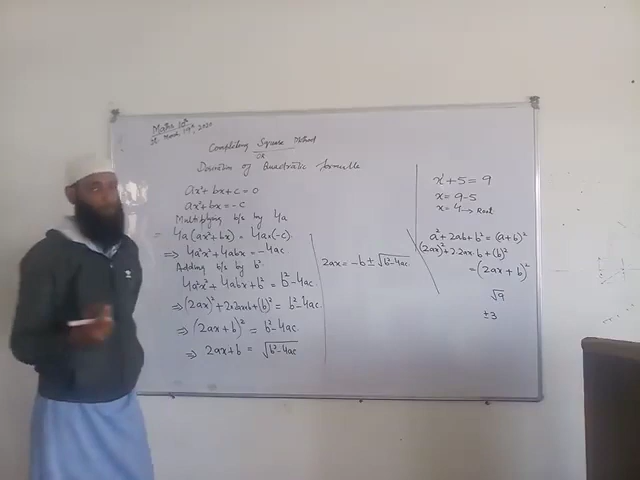 Maths 10th
March 19th, 2020
Completing Square Method
or
Derivation of Quadratic formula
ax² + bx + c = 0
ax² + bx = -c
Multiplying b/s by 4a
= 4a(ax² + bx) = 4a×(-c)
⇒ 4a²x² + 4abx = -4ac
Adding b/s by b²
4a²x² + 4abx + b² = b² - 4ac
⇒ (2ax)² + 2×2axb + (b)² = b² - 4ac
⇒ (2ax + b)² = b² - 4ac
⇒ 2ax + b = √b² - 4ac
2ax = -b ± √b² - 4ac
x + 5 = 9
x = 9 - 5
x = 4 → Root
a² + 2ab + b² = (a + b)²
(2ax)² + 2·2ax·b + (b)²
= (2ax + b)²
√9
± 3